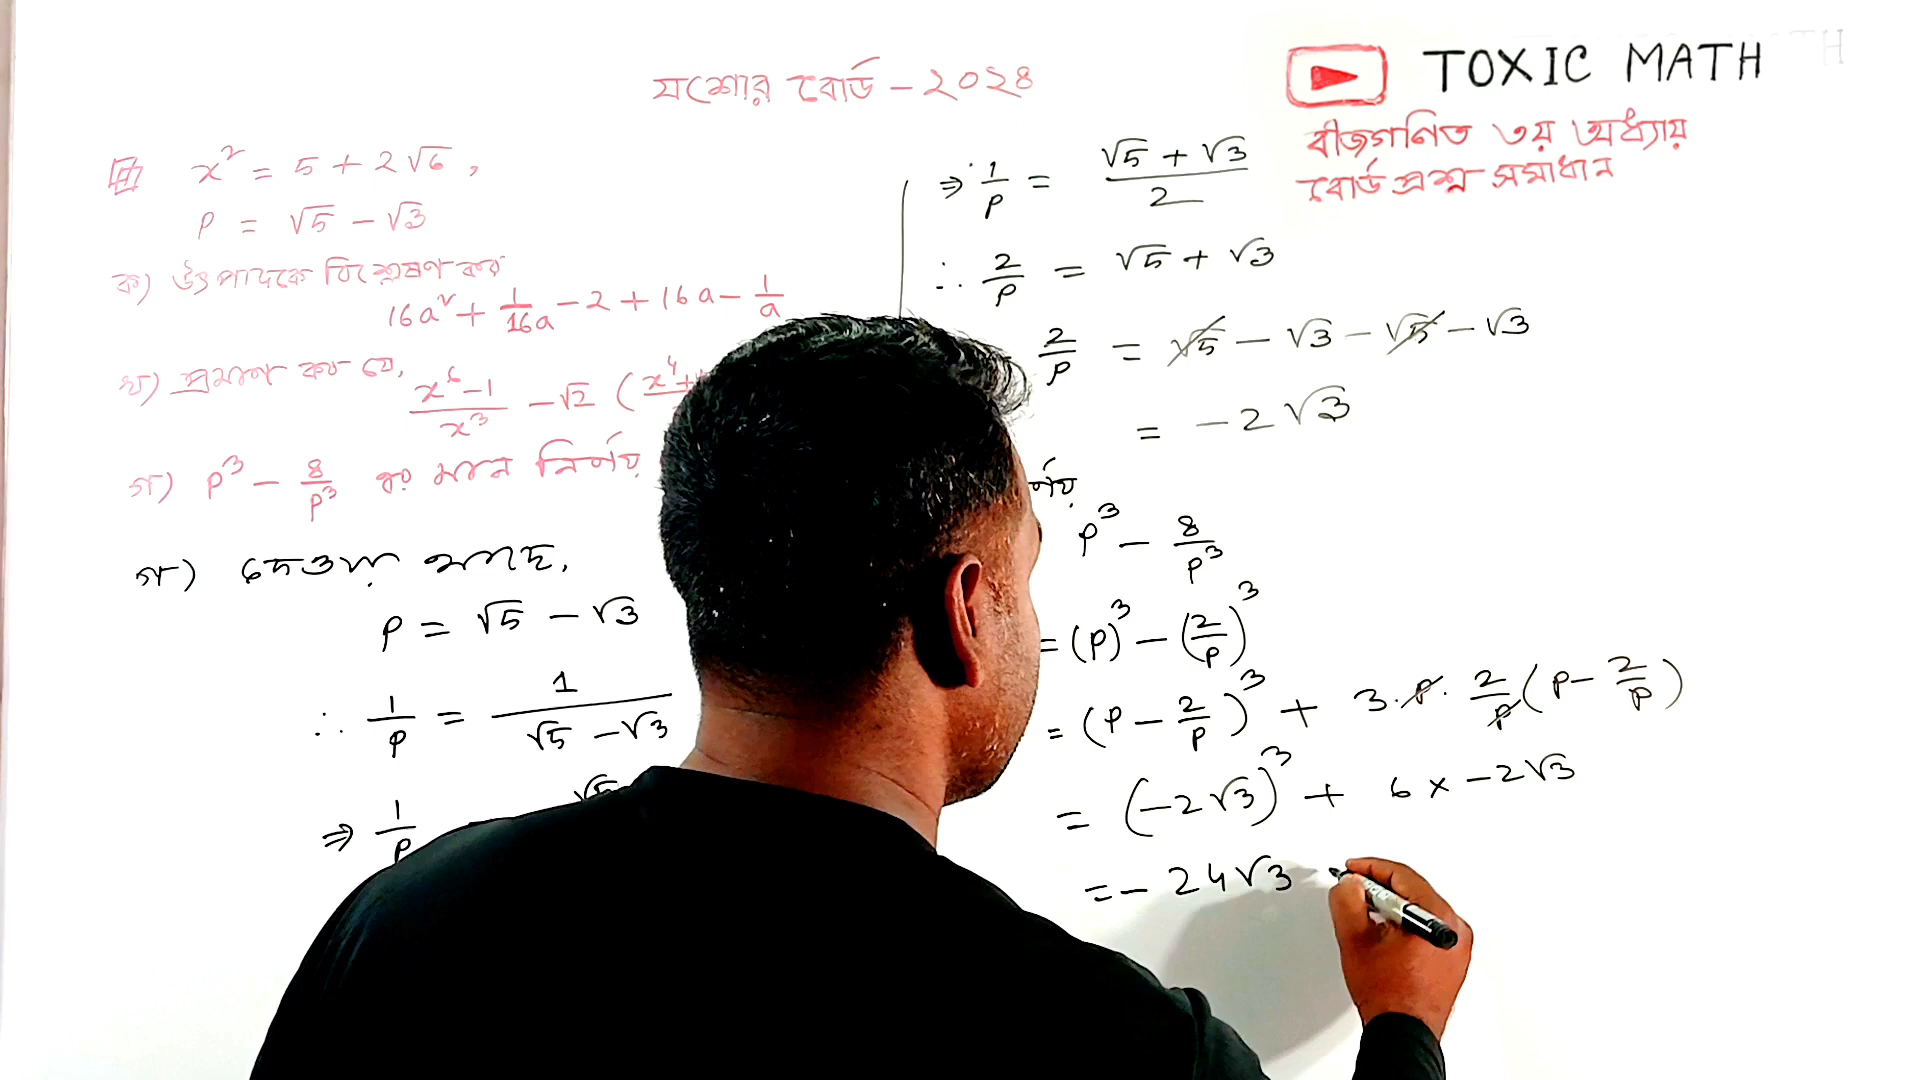 যশোর বোর্ড – ২০২৪
TOXIC MATH
বীজগণিত ৩য় অধ্যায়
বোর্ড প্রশ্ন সমাধান
x² = 5 + 2√6 ,
P = √5 – √3
ক) উৎপাদকে বিশ্লেষণ কর
16a² + 1/16a – 2 + 16a – 1/a
খ) প্রমাণ কর যে,
x⁶–1/x³ – √2 (x⁴+
গ) P³ – 8/P³ এর মান নির্ণয়
গ) দেওয়া আছে,
P = √5 – √3
∴ 1/P = 1/√5 – √3
⇒ 1/P
⇒ 1/P = √5 + √3/2
∴ 2/P = √5 + √3
2/P = √5 – √3 – √5 – √3
= –2√3
P³ – 8/P³
= (P)³ – (2/P)³
= (P – 2/P)³ + 3·P· 2/P (P – 2/P)
= (–2√3)³ + 6 × –2√3
= – 24√3